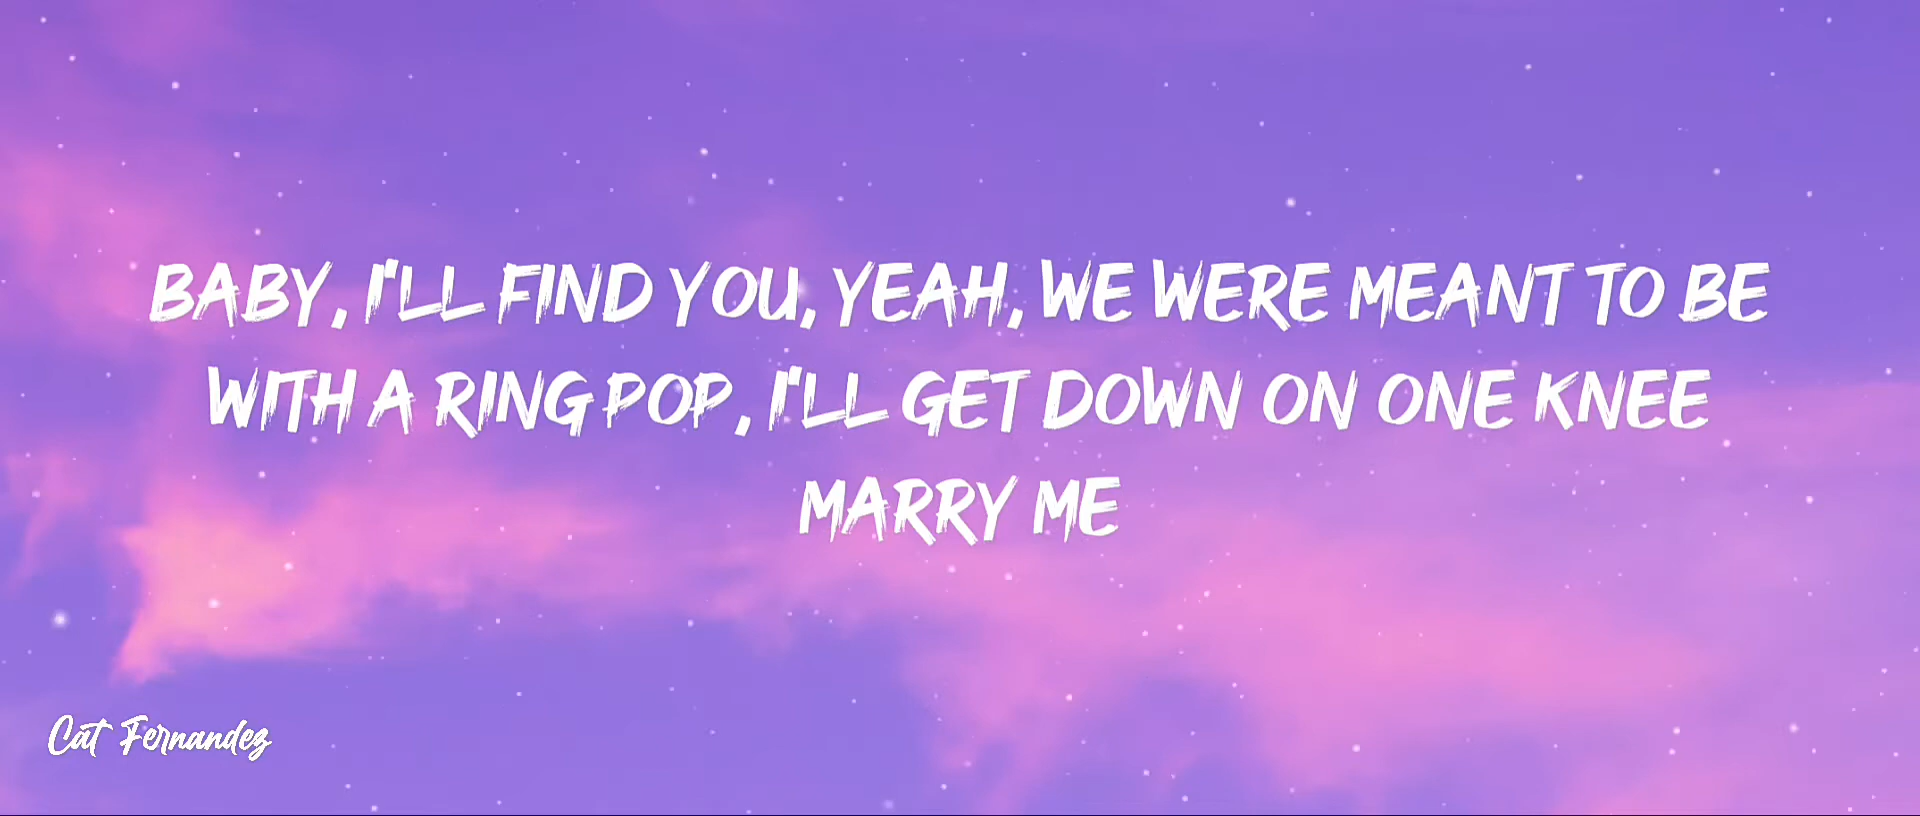 BABY, I'LL FIND YOU, YEAH, WE WERE MEANT TO BE
WITH A RING POP, I'LL GET DOWN ON ONE KNEE
MARRY ME
Cat Fernandez